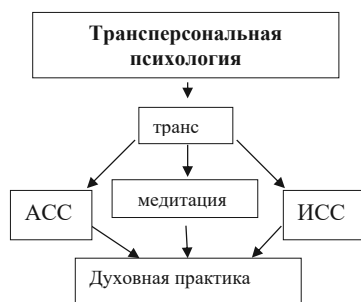 Трансперсональная
психология
транс
АСС
медитация
ИСС
Духовная практика